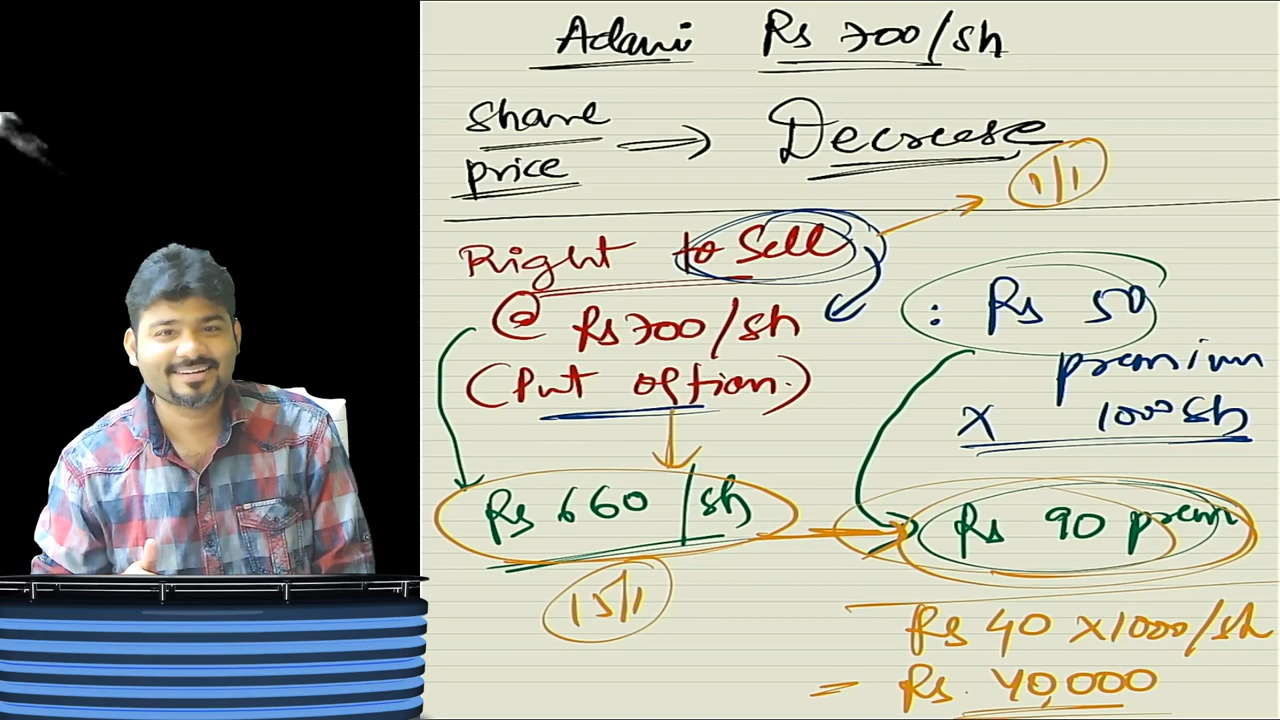 Adani Rs 700/sh
Share price => Decrease
1/1
Right to Sell
@ Rs 700/sh
(Put option.)
: Rs 50
premium
x 1000 sh
Rs 660/sh
Rs 90 prem
15/1
Rs 40 x 1000/sh
= Rs. 40,000